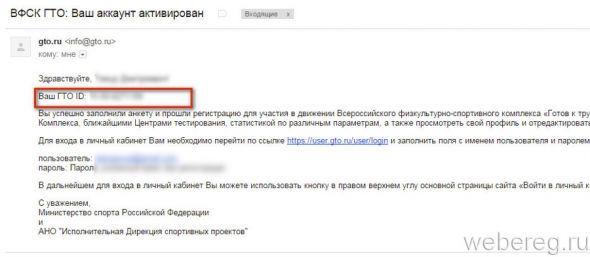 ВФСК ГТО: Ваш аккаунт активирован
Входящие x
gto.ru <info@gto.ru>
кому: мне
Здравствуйте,
Ваш ГТО ID:
Вы успешно заполнили анкету и прошли регистрацию для участия в движении Всероссийского физкультурно-спортивного комплекса «Готов к тру
Комплекса, ближайшими Центрами тестирования, статистикой по различным параметрам, а также просмотреть свой профиль и отредактироват
Для входа в личный кабинет Вам необходимо перейти по ссылке https://user.gto.ru/user/login и заполнить поля с именем пользователя и паролем
пользователь:
пароль: Парол
В дальнейшем для входа в личный кабинет Вы можете использовать кнопку в правом верхнем углу основной страницы сайта «Войти в личный к
С уважением,
Министерство спорта Российской Федерации
и
АНО "Исполнительная Дирекция спортивных проектов"
webereg.ru